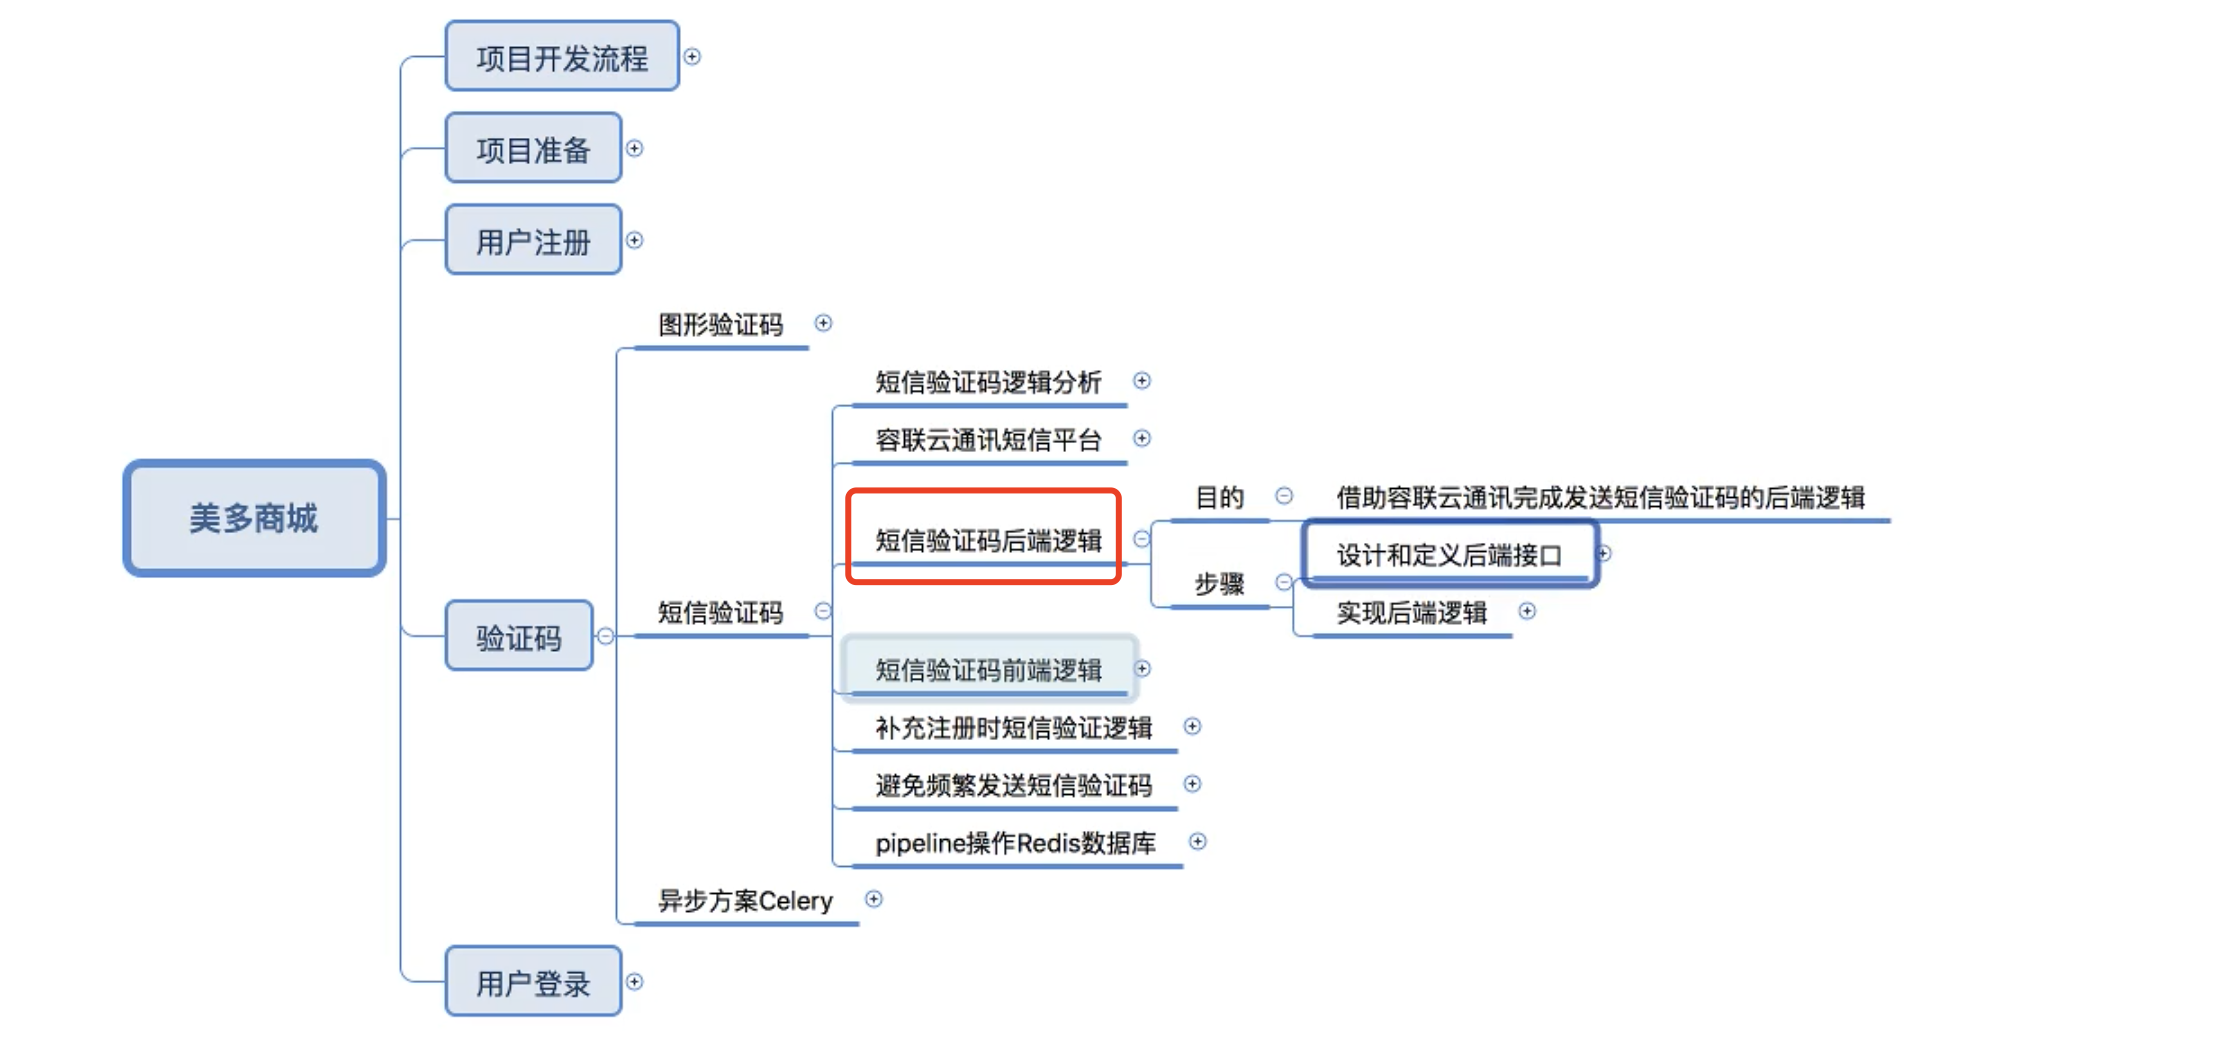 项目开发流程
项目准备
用户注册
图形验证码
短信验证码逻辑分析
容联云通讯短信平台
目的
借助容联云通讯完成发送短信验证码的后端逻辑
美多商城
短信验证码后端逻辑
设计和定义后端接口
步骤
实现后端逻辑
短信验证码
验证码
短信验证码前端逻辑
补充注册时短信验证逻辑
避免频繁发送短信验证码
pipeline操作Redis数据库
异步方案Celery
用户登录